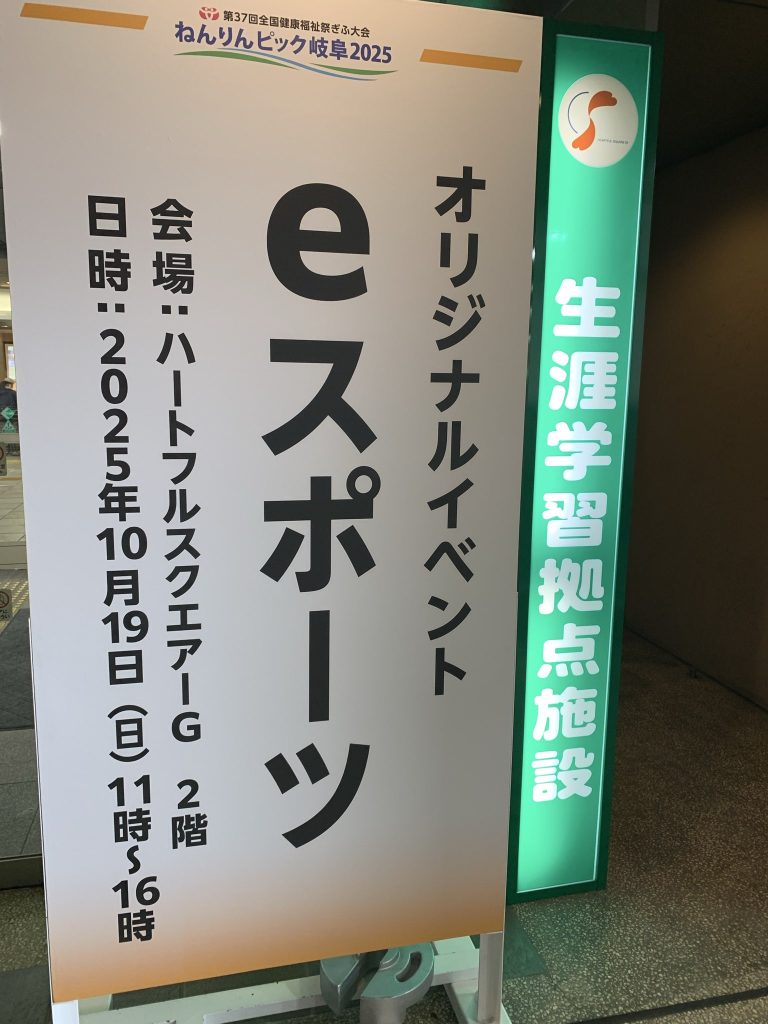 第37回全国健康福祉祭ぎふ大会
ねんりんピック岐阜2025
オリジナルイベント
eスポーツ
会場：ハートフルスクエアーG 2階
日時：2025年10月19日（日）11時～16時
生涯学習拠点施設